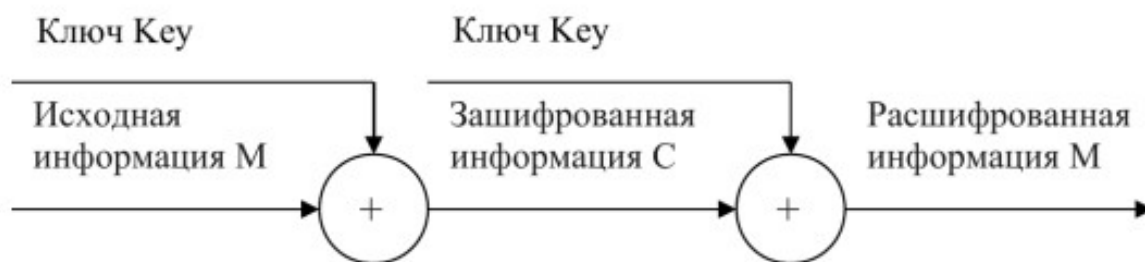 Ключ Key
Ключ Key
Исходная
информация M
Зашифрованная
информация C
Расшифрованная
информация M
+
+